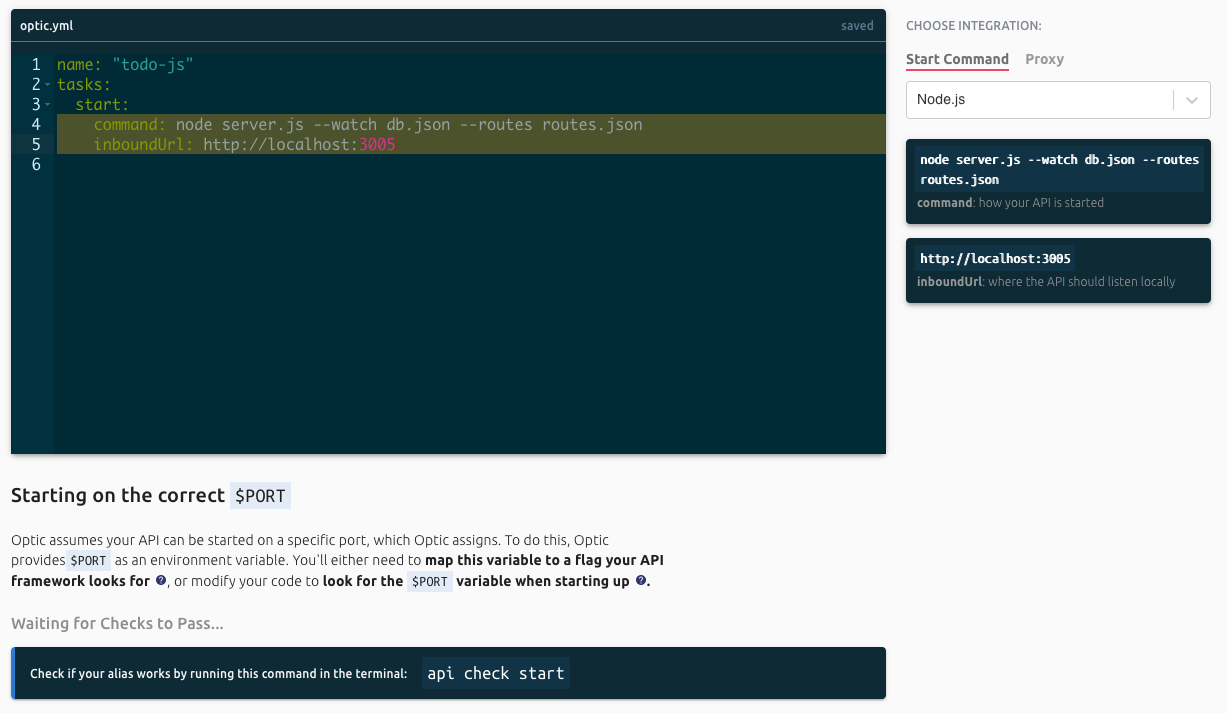 optic.yml saved
1 name: "todo-js"
2 tasks:
3 start:
4 command: node server.js --watch db.json --routes routes.json
5 inboundUrl: http://localhost:3005
6
Starting on the correct $PORT
Optic assumes your API can be started on a specific port, which Optic assigns. To do this, Optic
provides $PORT as an environment variable. You'll either need to map this variable to a flag your API
framework looks for ?, or modify your code to look for the $PORT variable when starting up ?.
Waiting for Checks to Pass...
Check if your alias works by running this command in the terminal: api check start
CHOOSE INTEGRATION:
Start Command Proxy
Node.js
node server.js --watch db.json --routes
routes.json
command: how your API is started
http://localhost:3005
inboundUrl: where the API should listen locally